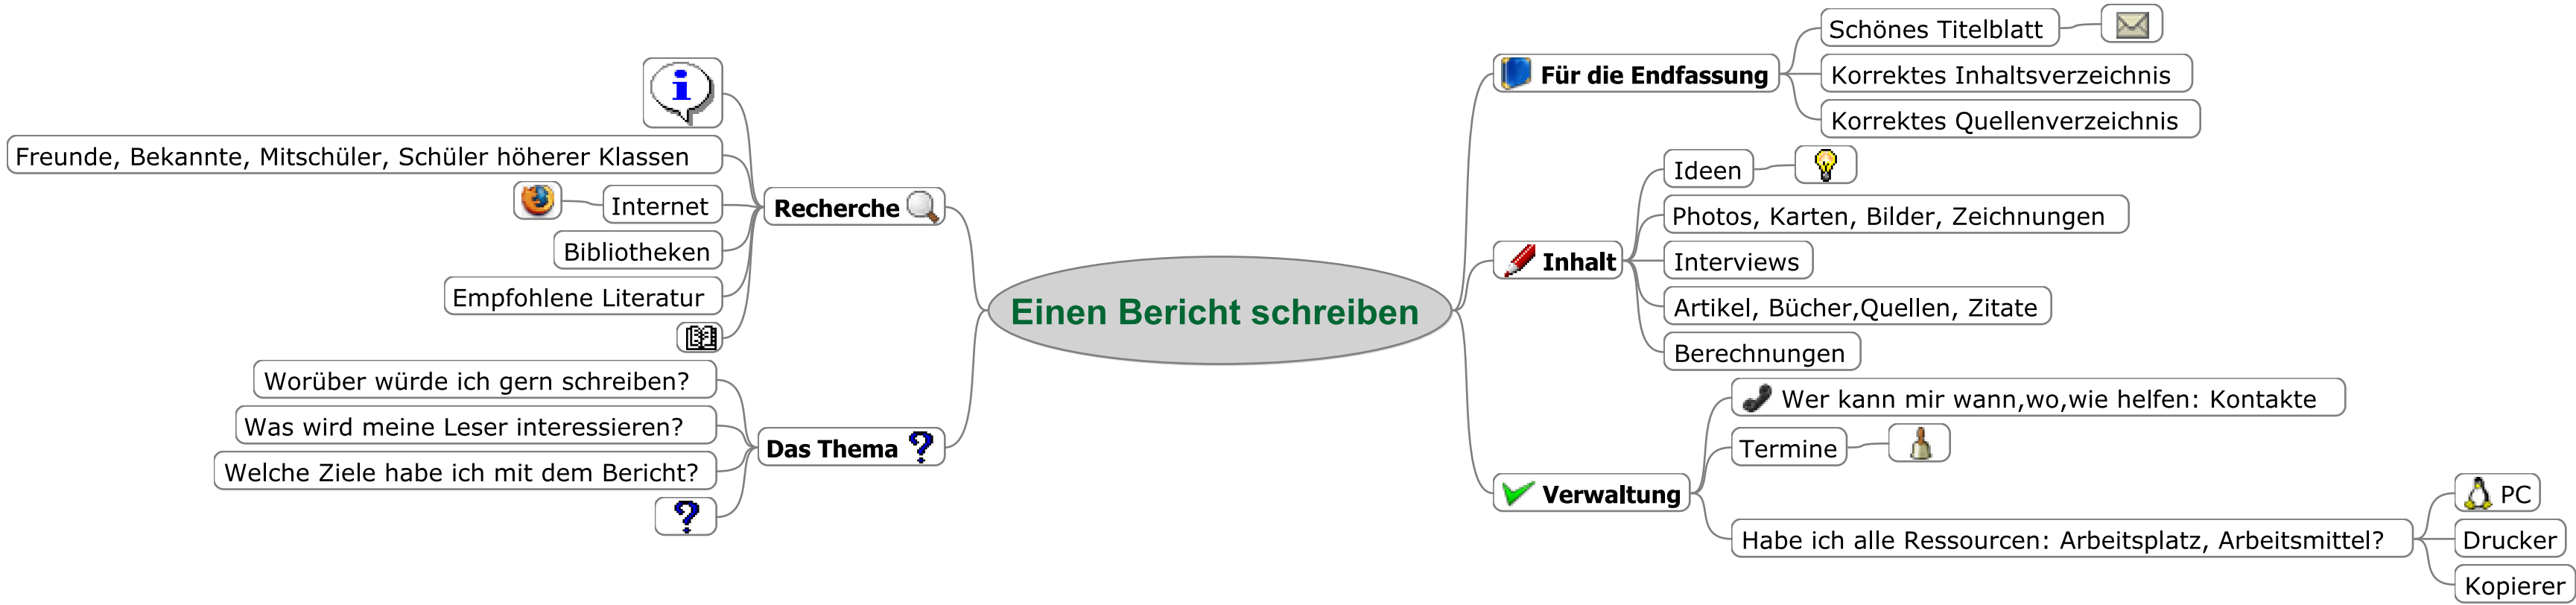 Einen Bericht schreiben
Recherche
Freunde, Bekannte, Mitschüler, Schüler höherer Klassen
Internet
Bibliotheken
Empfohlene Literatur
Das Thema
Worüber würde ich gern schreiben?
Was wird meine Leser interessieren?
Welche Ziele habe ich mit dem Bericht?
Für die Endfassung
Schönes Titelblatt
Korrektes Inhaltsverzeichnis
Korrektes Quellenverzeichnis
Inhalt
Ideen
Photos, Karten, Bilder, Zeichnungen
Interviews
Artikel, Bücher,Quellen, Zitate
Berechnungen
Verwaltung
Wer kann mir wann,wo,wie helfen: Kontakte
Termine
Habe ich alle Ressourcen: Arbeitsplatz, Arbeitsmittel?
PC
Drucker
Kopierer